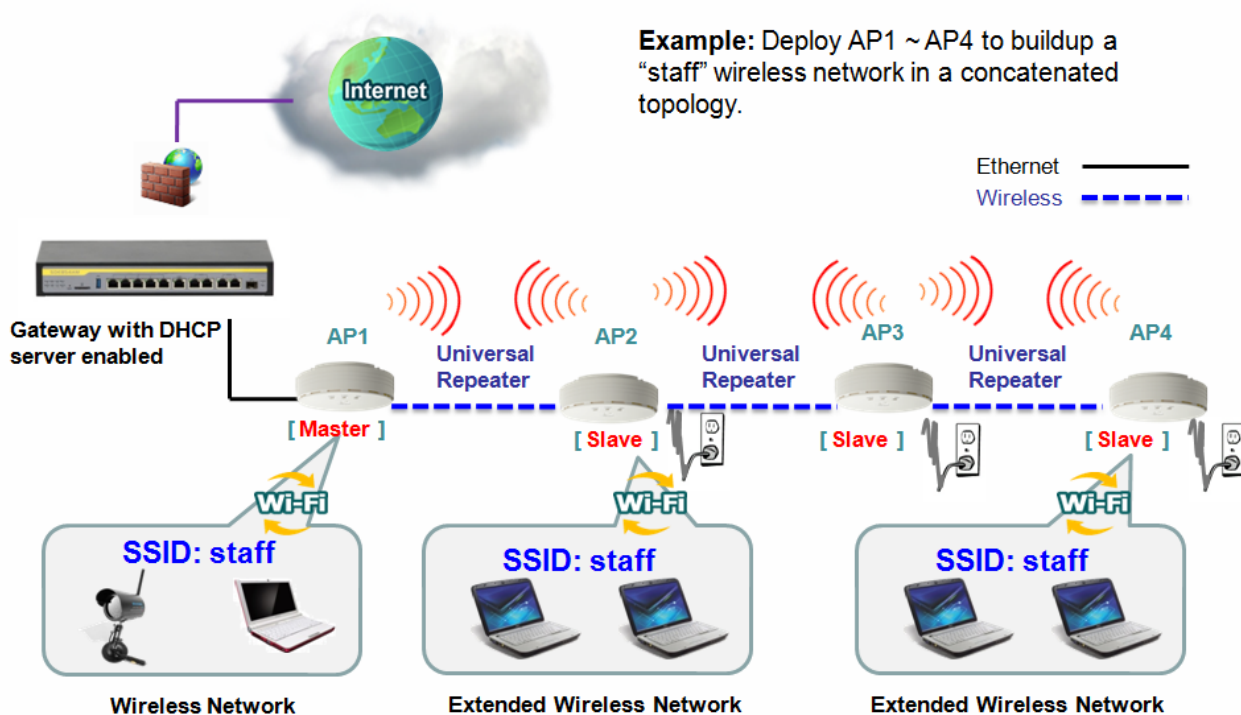 Example: Deploy AP1 ~ AP4 to buildup a
“staff” wireless network in a concatenated
topology.
Internet
Ethernet
Wireless
Gateway with DHCP
server enabled
AP1
AP2
AP3
AP4
Universal
Repeater
Universal
Repeater
Universal
Repeater
[ Master ]
[ Slave ]
[ Slave ]
[ Slave ]
Wi-Fi
Wi-Fi
Wi-Fi
SSID: staff
SSID: staff
SSID: staff
Wireless Network
Extended Wireless Network
Extended Wireless Network